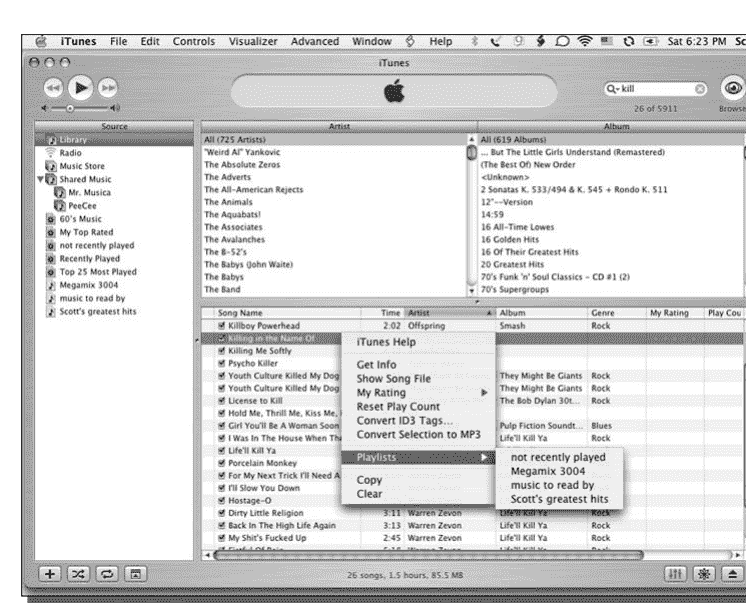 iTunes File Edit Controls Visualizer Advanced Window Help Sat 6:23 PM Sc
iTunes
kill
26 of 5911
Browse
Source
Library
Radio
Music Store
Shared Music
Mr. Musica
PeeCee
60's Music
My Top Rated
not recently played
Recently Played
Top 25 Most Played
Megamix 3004
music to read by
Scott's greatest hits
Artist
All (725 Artists)
"Weird Al" Yankovic
The Absolute Zeros
The Adverts
The All-American Rejects
The Animals
The Aquabats!
The Associates
The Avalanches
The B-52's
The Babys (John Waite)
The Babys
The Band
Album
All (619 Albums)
... But The Little Girls Understand (Remastered)
(The Best Of) New Order
<Unknown>
2 Sonatas K. 533/494 & K. 545 + Rondo K. 511
12"--Version
14:59
16 All-Time Lowes
16 Golden Hits
16 Of Their Greatest Hits
20 Greatest Hits
70's Funk 'n' Soul Classics - CD #1 (2)
70's Supergroups
Song Name Time Artist Album Genre My Rating Play Cou
Killboy Powerhead 2:02 Offspring Smash Rock
Killing in the Name Of
Killing Me Softly
Psycho Killer
Youth Culture Killed My Dog They Might Be Giants Rock
Youth Culture Killed My Dog They Might Be Giants Rock
License to Kill The Bob Dylan 30t... Rock
Hold Me, Thrill Me, Kiss Me,
Girl You'll Be A Woman Soon Pulp Fiction Soundt... Blues
I Was In The House When The Life'll Kill Ya Rock
Life'll Kill Ya
Porcelain Monkey
For My Next Trick I'll Need A
I'll Slow You Down
Hostage-O
Dirty Little Religion 3:11 Warren Zevon Life'll Kill Ya Rock
Back In The High Life Again 3:13 Warren Zevon Life'll Kill Ya Rock
My Shit's Fucked Up 2:45 Warren Zevon Life'll Kill Ya Rock
iTunes Help
Get Info
Show Song File
My Rating
Reset Play Count
Convert ID3 Tags...
Convert Selection to MP3
Playlists
Copy
Clear
not recently played
Megamix 3004
music to read by
Scott's greatest hits
26 songs, 1.5 hours, 85.5 MB